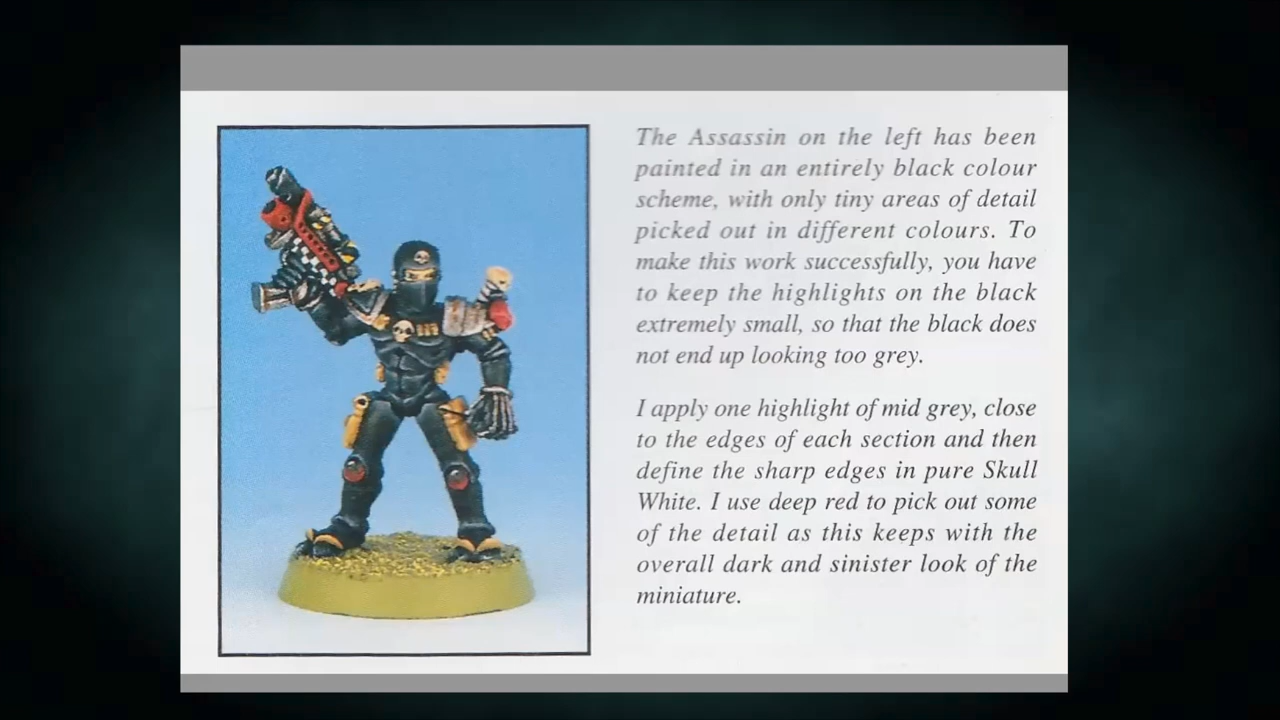 The Assassin on the left has been
painted in an entirely black colour
scheme, with only tiny areas of detail
picked out in different colours. To
make this work successfully, you have
to keep the highlights on the black
extremely small, so that the black does
not end up looking too grey.
I apply one highlight of mid grey, close
to the edges of each section and then
define the sharp edges in pure Skull
White. I use deep red to pick out some
of the detail as this keeps with the
overall dark and sinister look of the
miniature.